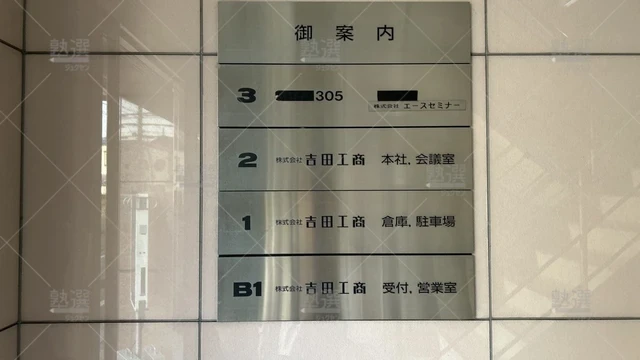 御案内
3 305
株式会社 エースセミナー
2 株式会社 吉田工商 本社, 会議室
1 株式会社 吉田工商 倉庫, 駐車場
B1 株式会社 吉田工商 受付, 営業室
塾選